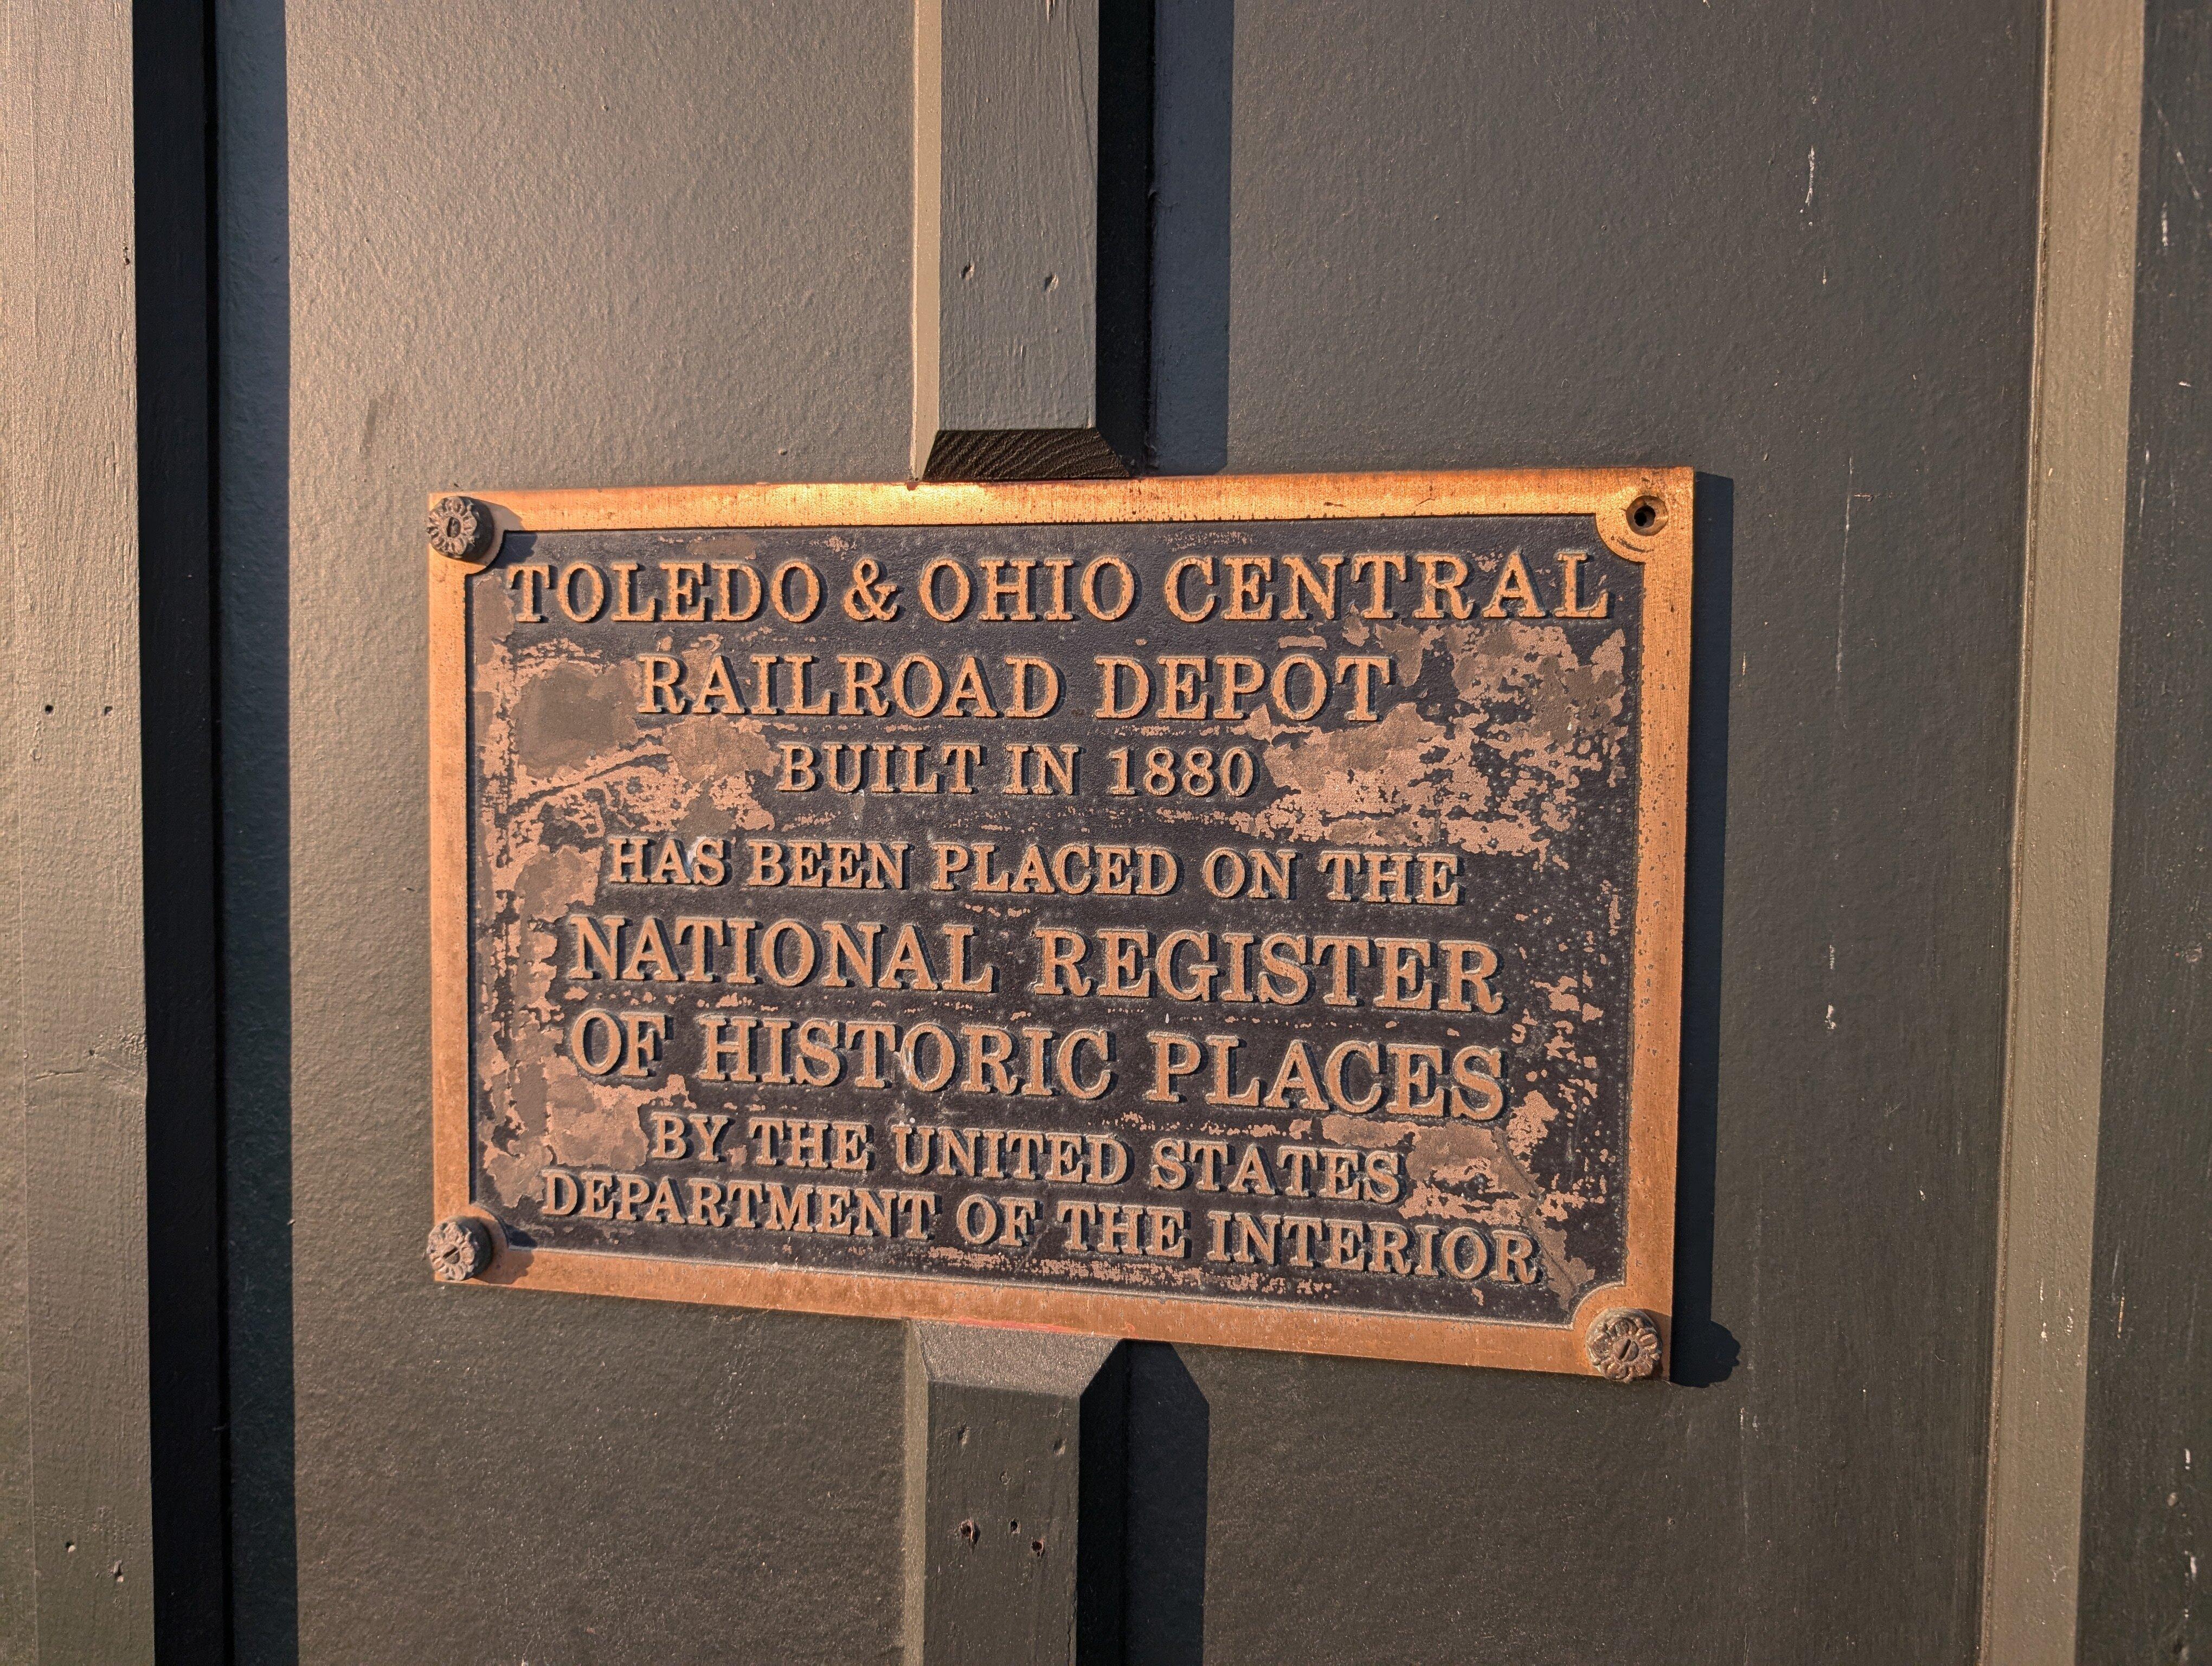 TOLEDO & OHIO CENTRAL
RAILROAD DEPOT
BUILT IN 1880
HAS BEEN PLACED ON THE
NATIONAL REGISTER
OF HISTORIC PLACES
BY THE UNITED STATES
DEPARTMENT OF THE INTERIOR